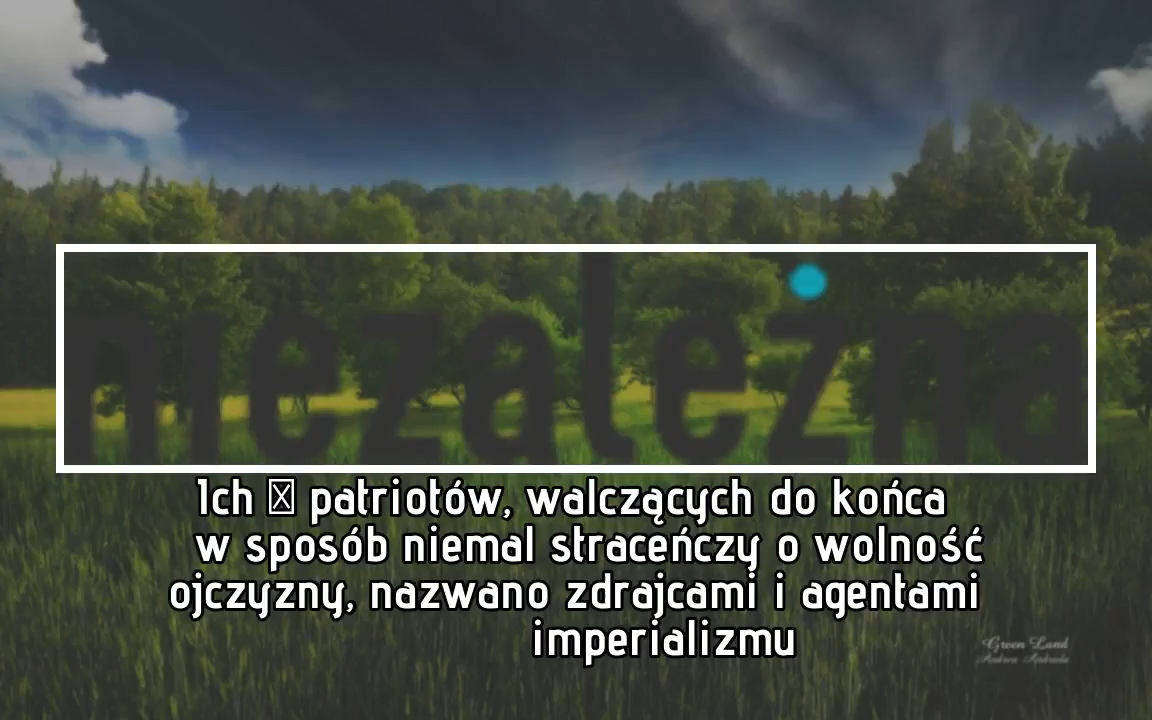 niezależna
Ich patriotów, walczących do końca
w sposób niemal straceńczy o wolność
ojczyzny, nazwano zdrajcami i agentami
imperializmu
Green Land